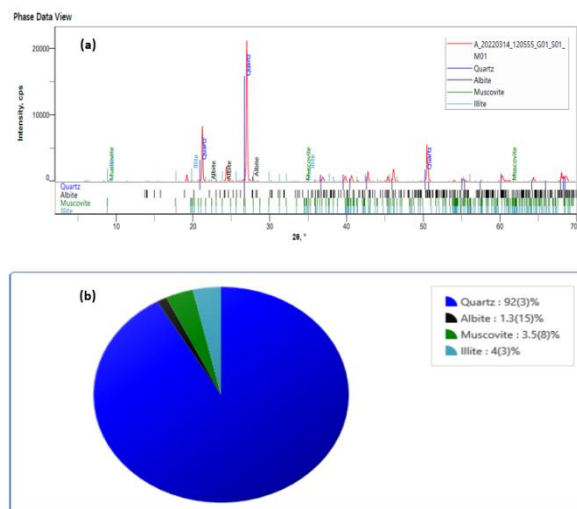 Phase Data View
(a)
A_20220314_120555_G01_S01_
M01
Quartz
Albite
Muscovite
Illite
Intensity, cps
20000
10000
0
Muscovite
Illite
Quartz
Albite
Albite
Quartz
Albite
Muscovite
Illite
Quartz
Muscovite
Quartz
Albite
Muscovite
Illite
10 20 30 40 50 60 70
2θ, °
(b)
Quartz : 92(3)%
Albite : 1.3(15)%
Muscovite : 3.5(8)%
Illite : 4(3)%